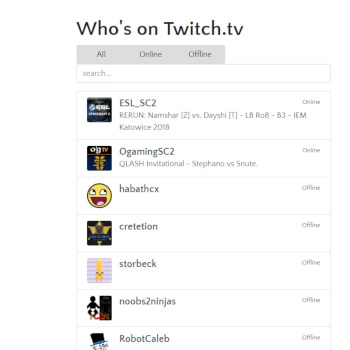 Who's on Twitch.tv
All Online Offline
search...
ESL_SC2 Online
RERUN: Namshar [Z] vs. Dayshi [T] - LB Ro8 - B3 - IEM
Katowice 2018
OgamingSC2 Online
QLASH Invitational - Stephano vs Snute.
habathcx Offline
cretetion Offline
storbeck Offline
noobs2ninjas Offline
RobotCaleb Offline